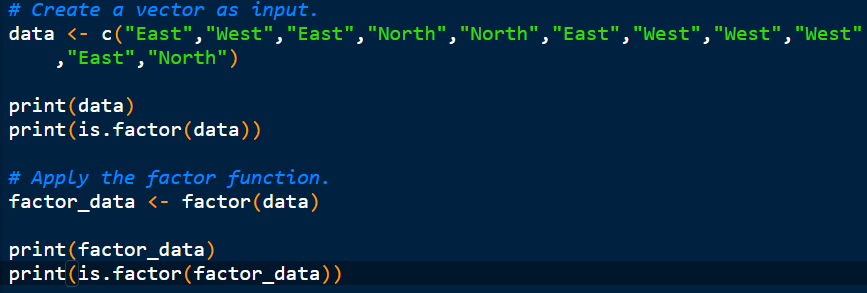 # Create a vector as input.
data <- c("East","West","East","North","North","East","West","West","West"
    ,"East","North")
print(data)
print(is.factor(data))
# Apply the factor function.
factor_data <- factor(data)
print(factor_data)
print(is.factor(factor_data))